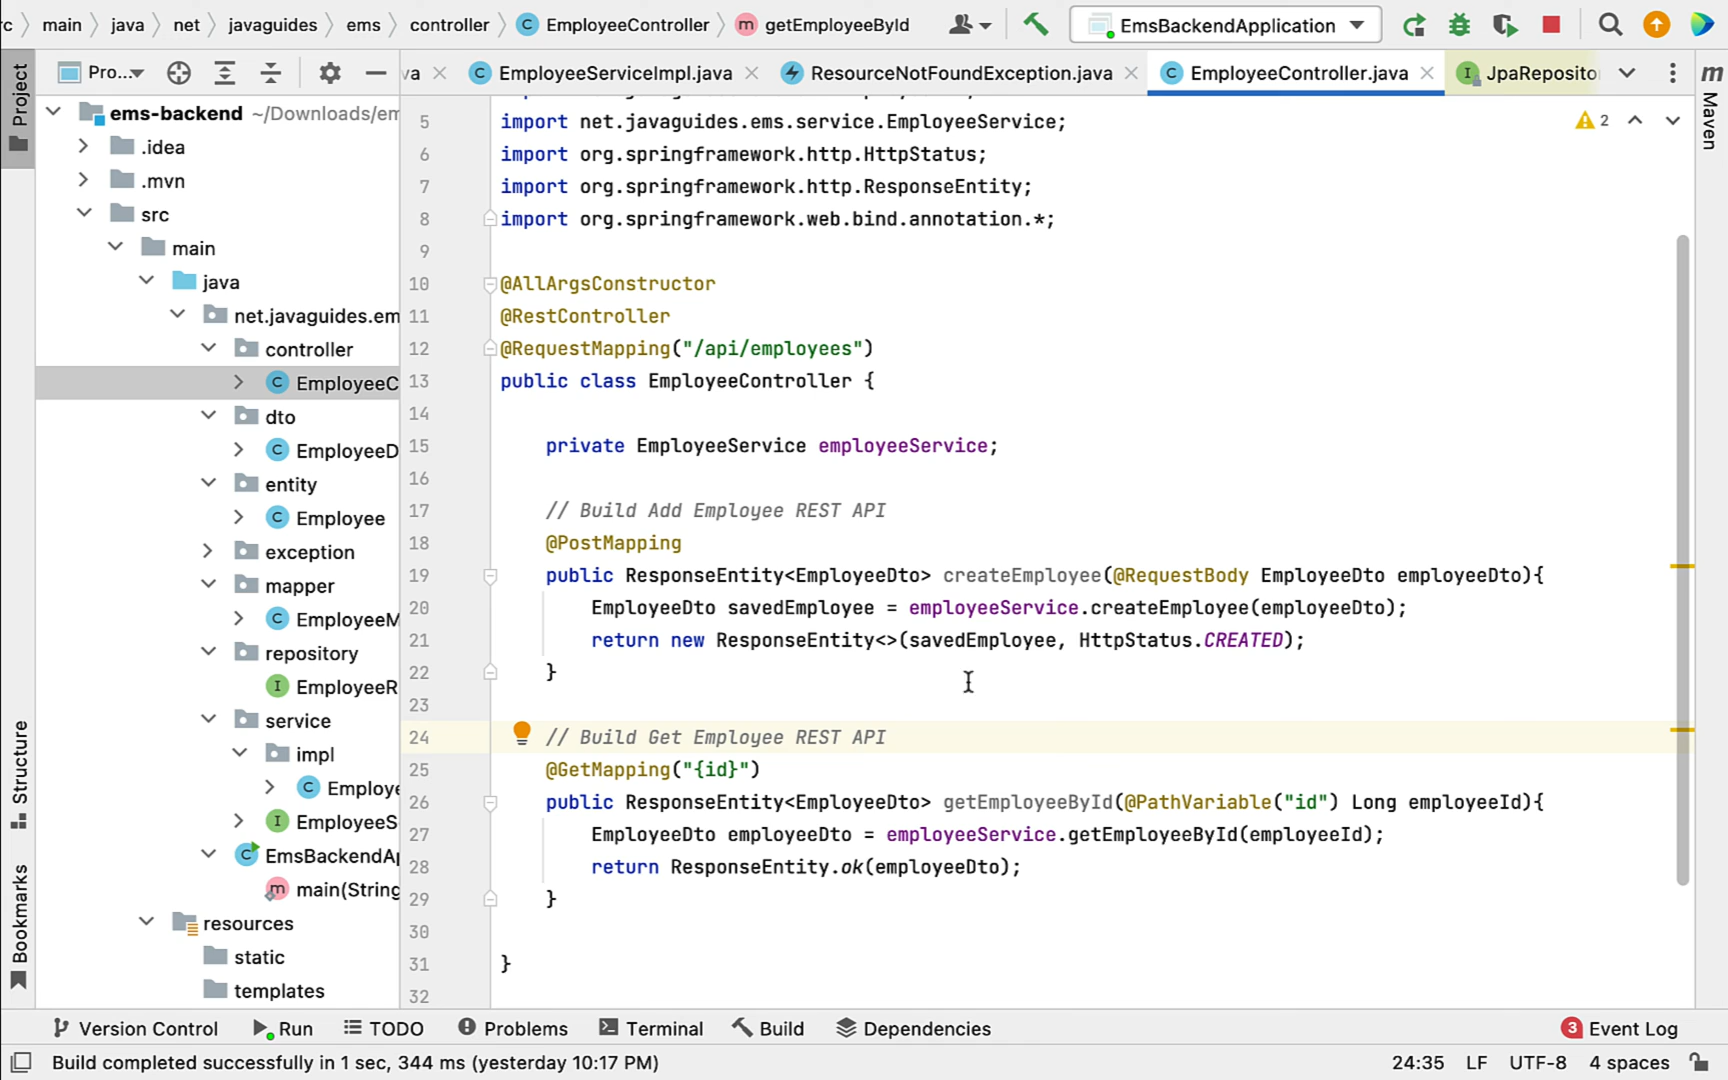 rc main java net javaguides ems controller EmployeeController getEmployeeById EmsBackendApplication
Project Pro... va EmployeeServiceImpl.java ResourceNotFoundException.java EmployeeController.java JpaReposito
ems-backend ~/Downloads/em
.idea
.mvn
src
main
java
net.javaguides.em
controller
EmployeeC
dto
EmployeeD
entity
Employee
exception
mapper
EmployeeM
repository
EmployeeR
service
impl
Employe
EmployeeS
EmsBackendAp
main(String
resources
static
templates
Structure
Bookmarks
5 import net.javaguides.ems.service.EmployeeService;
6 import org.springframework.http.HttpStatus;
7 import org.springframework.http.ResponseEntity;
8 import org.springframework.web.bind.annotation.*;
9
10 @AllArgsConstructor
11 @RestController
12 @RequestMapping("/api/employees")
13 public class EmployeeController {
14
15 private EmployeeService employeeService;
16
17 // Build Add Employee REST API
18 @PostMapping
19 public ResponseEntity<EmployeeDto> createEmployee(@RequestBody EmployeeDto employeeDto){
20 EmployeeDto savedEmployee = employeeService.createEmployee(employeeDto);
21 return new ResponseEntity<>(savedEmployee, HttpStatus.CREATED);
22 }
23
24 // Build Get Employee REST API
25 @GetMapping("{id}")
26 public ResponseEntity<EmployeeDto> getEmployeeById(@PathVariable("id") Long employeeId){
27 EmployeeDto employeeDto = employeeService.getEmployeeById(employeeId);
28 return ResponseEntity.ok(employeeDto);
29 }
30
31 }
32
2
m Maven
Version Control Run TODO Problems Terminal Build Dependencies 3 Event Log
Build completed successfully in 1 sec, 344 ms (yesterday 10:17 PM) 24:35 LF UTF-8 4 spaces